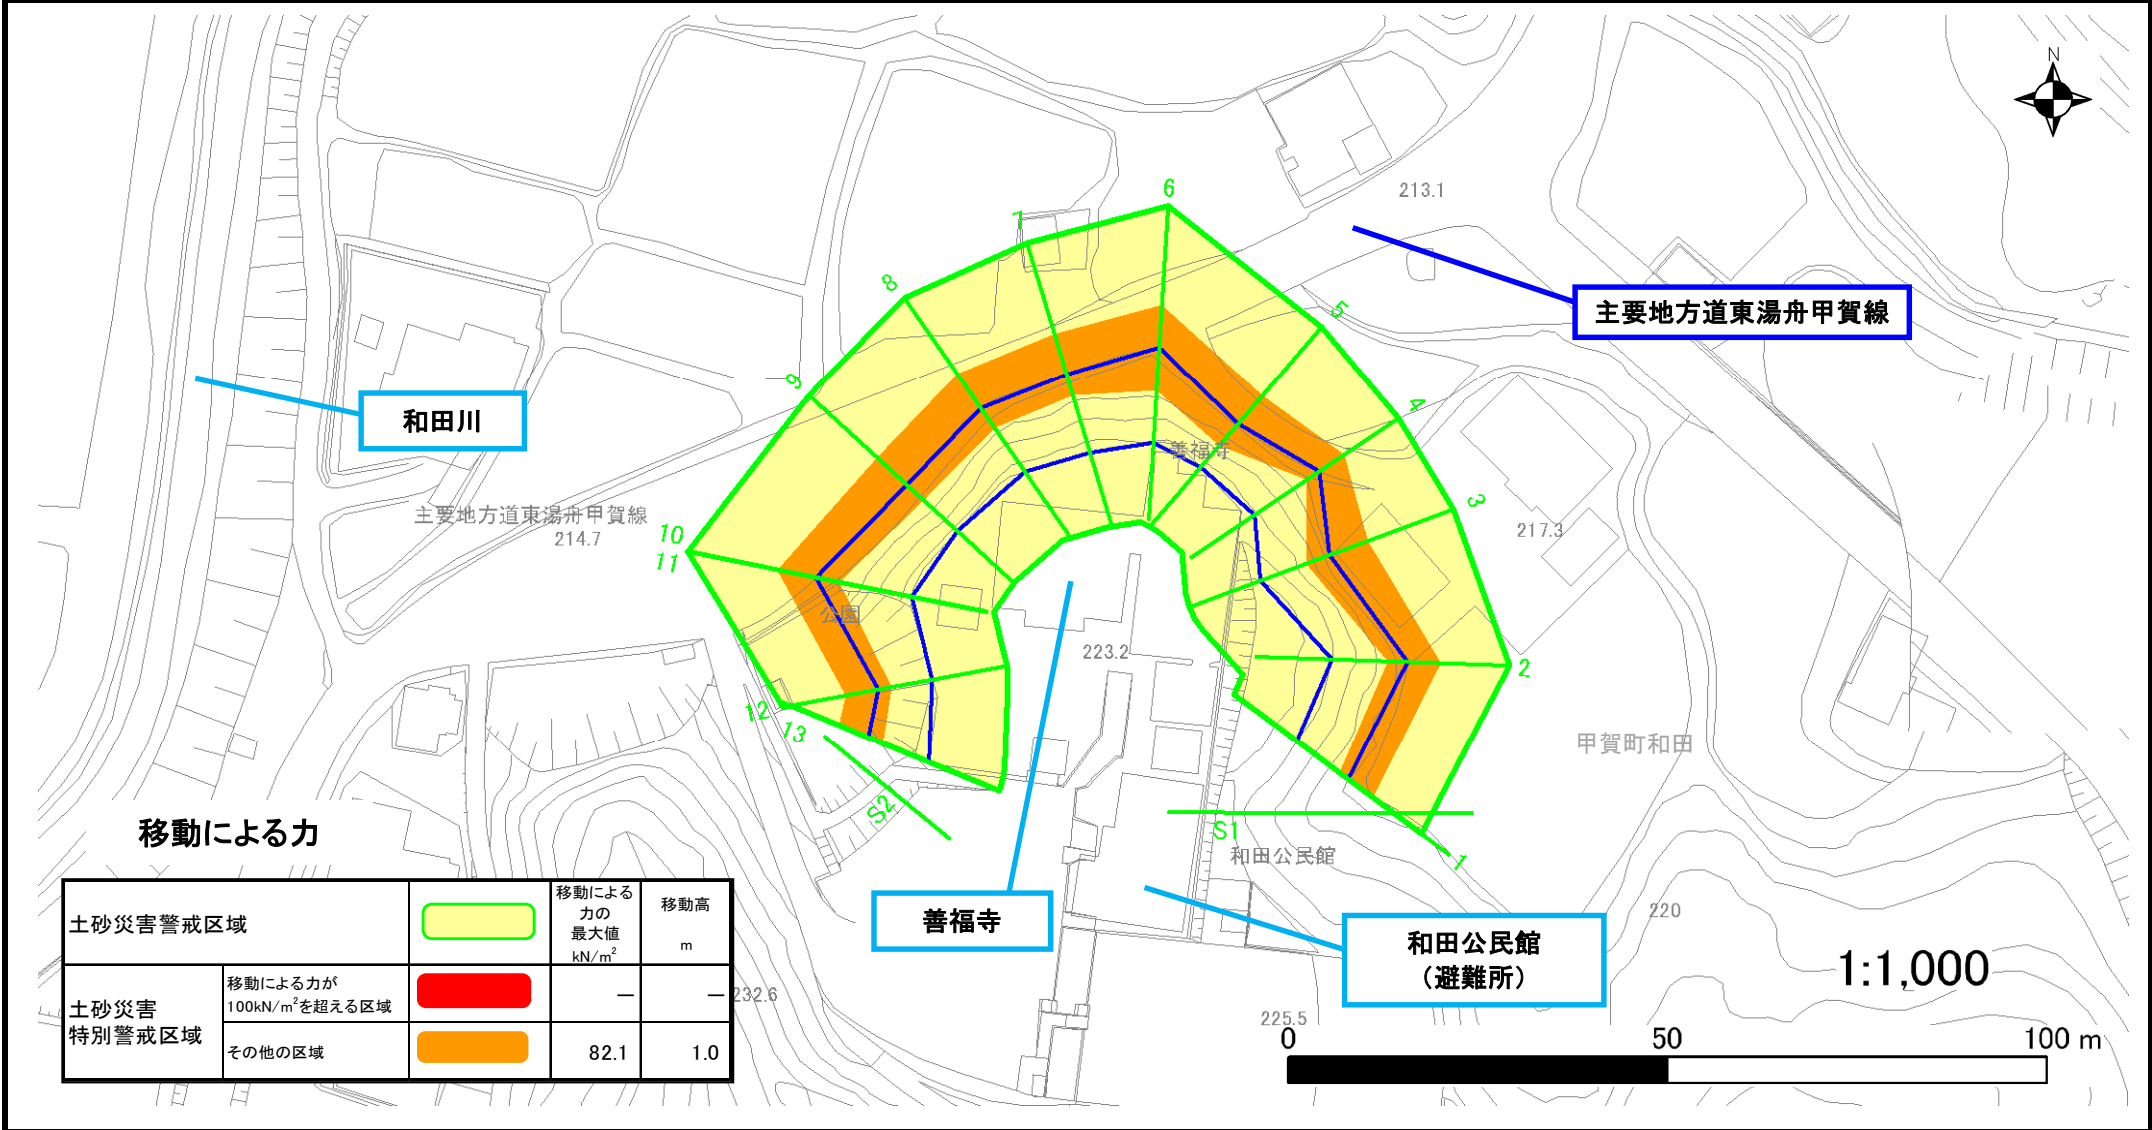 N
6
213.1
7
8
5
主要地方道東湯舟甲賀線
9
和田川
4
善福寺
3
主要地方道東湯舟甲賀線
217.3
10
214.7
11
公園
223.2
2
12
13
甲賀町和田
S2
S1
移動による力
和田公民館
1
善福寺
220
和田公民館
（避難所）
1:1,000
232.6
225.5
0 50 100 m
土砂災害警戒区域
移動による
力の
最大値
kN/m²
移動高
m
土砂災害
特別警戒区域
移動による力が
100kN/m²を超える区域
— —
その他の区域
82.1 1.0